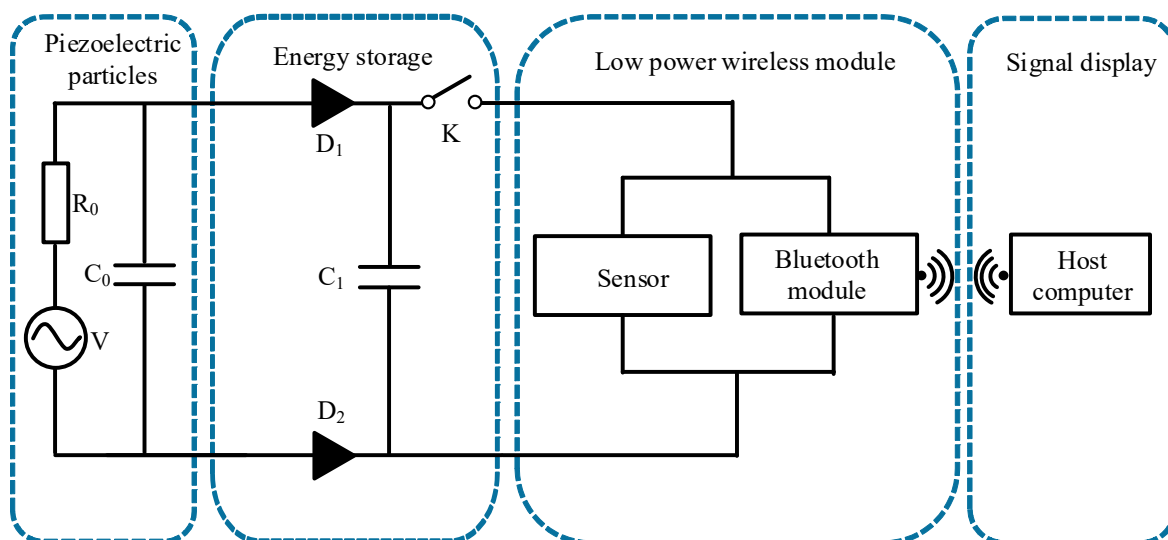 Piezoelectric
particles
Energy storage
Low power wireless module
Signal display
D₁
K
R₀
C₀
C₁
V
Sensor
Bluetooth
module
Host
computer
D₂